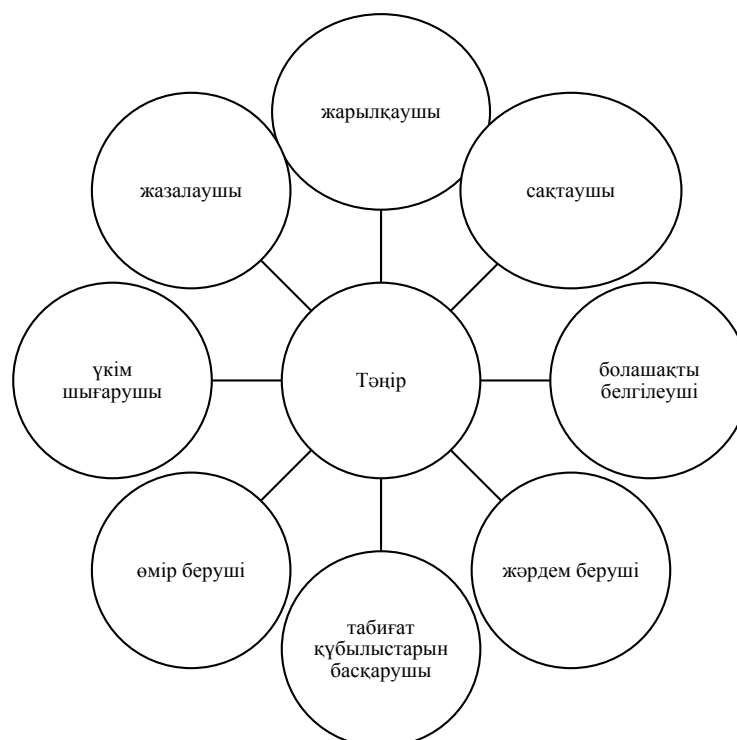 жарылқаушы
жазалаушы
сақтаушы
үкім
шығарушы
Тәңір
болашақты
белгілеуші
өмір беруші
жәрдем беруші
табиғат
құбылыстарын
басқарушы